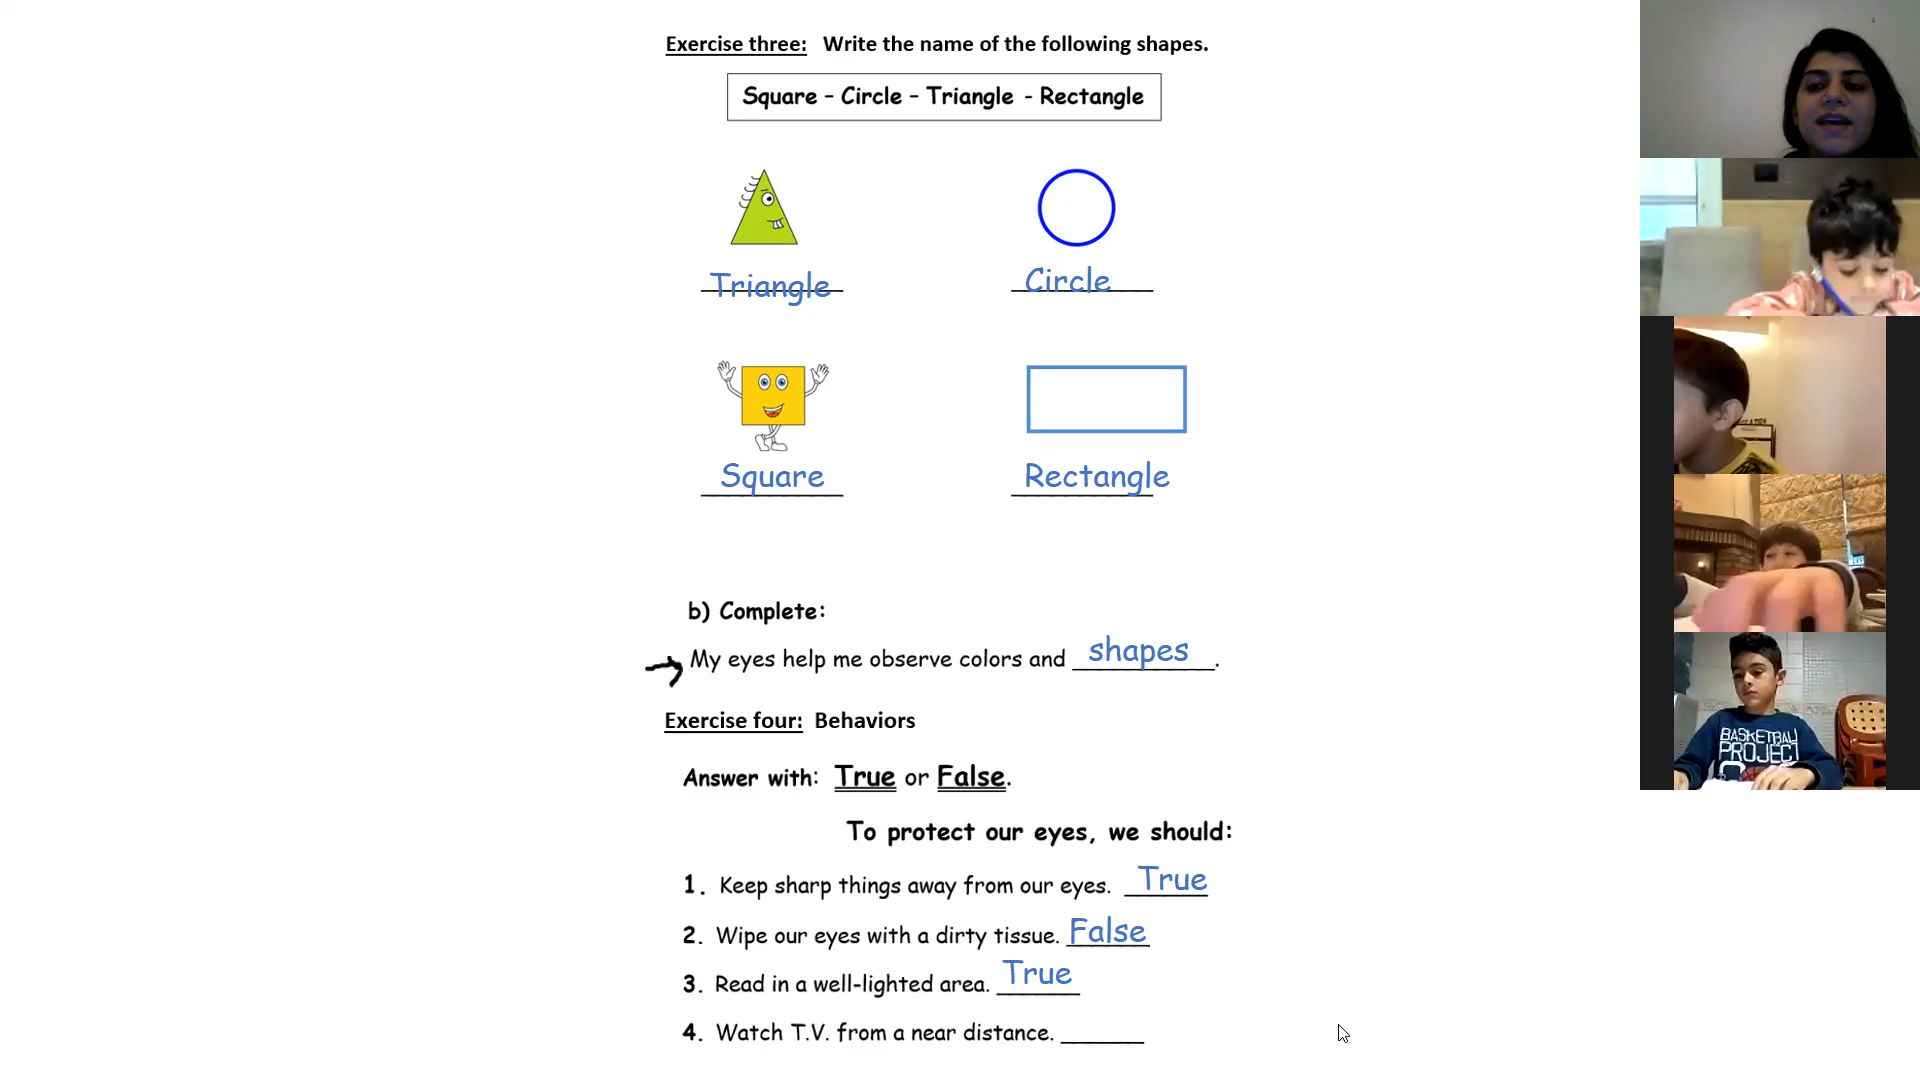 Exercise three: Write the name of the following shapes.
Square – Circle – Triangle - Rectangle
Triangle
Circle
Square
Rectangle
b) Complete:
My eyes help me observe colors and shapes.
Exercise four: Behaviors
Answer with: True or False.
To protect our eyes, we should:
1. Keep sharp things away from our eyes. True
2. Wipe our eyes with a dirty tissue. False
3. Read in a well-lighted area. True
4. Watch T.V. from a near distance. ______
BASKETBALL
PROJECT